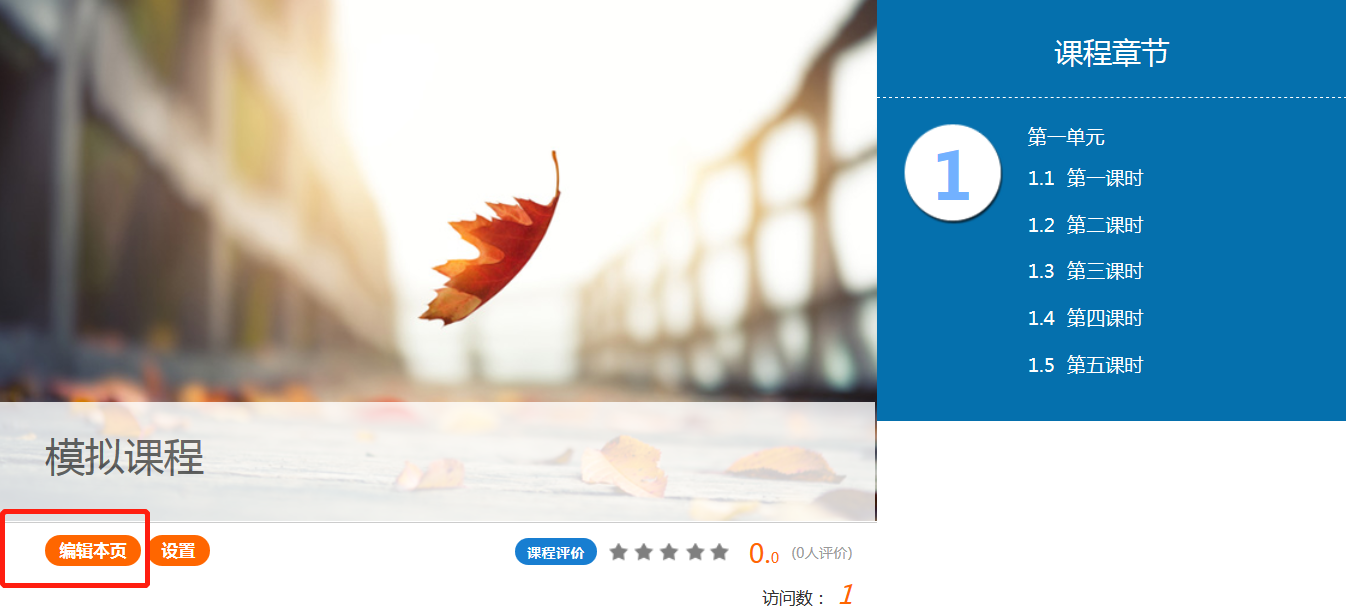 课程章节
1
第一单元
1.1 第一课时
1.2 第二课时
1.3 第三课时
1.4 第四课时
1.5 第五课时
模拟课程
编辑本页 设置 课程评价 0.0 (0人评价)
访问数： 1